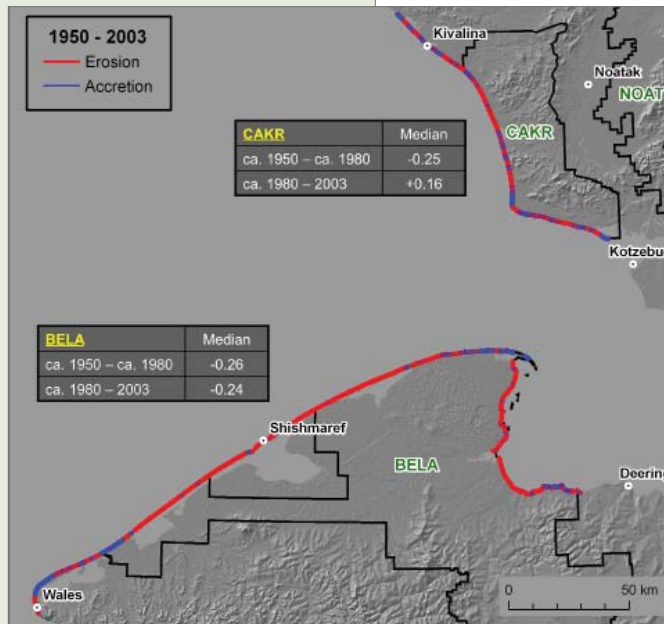 1950 - 2003
Erosion
Accretion
Kivalina
Noatak
NOAT
CAKR
CAKR Median
ca. 1950 – ca. 1980 -0.25
ca. 1980 – 2003 +0.16
Kotzebu
BELA Median
ca. 1950 – ca. 1980 -0.26
ca. 1980 – 2003 -0.24
Shishmaref
BELA
Deering
Wales
0 50 km